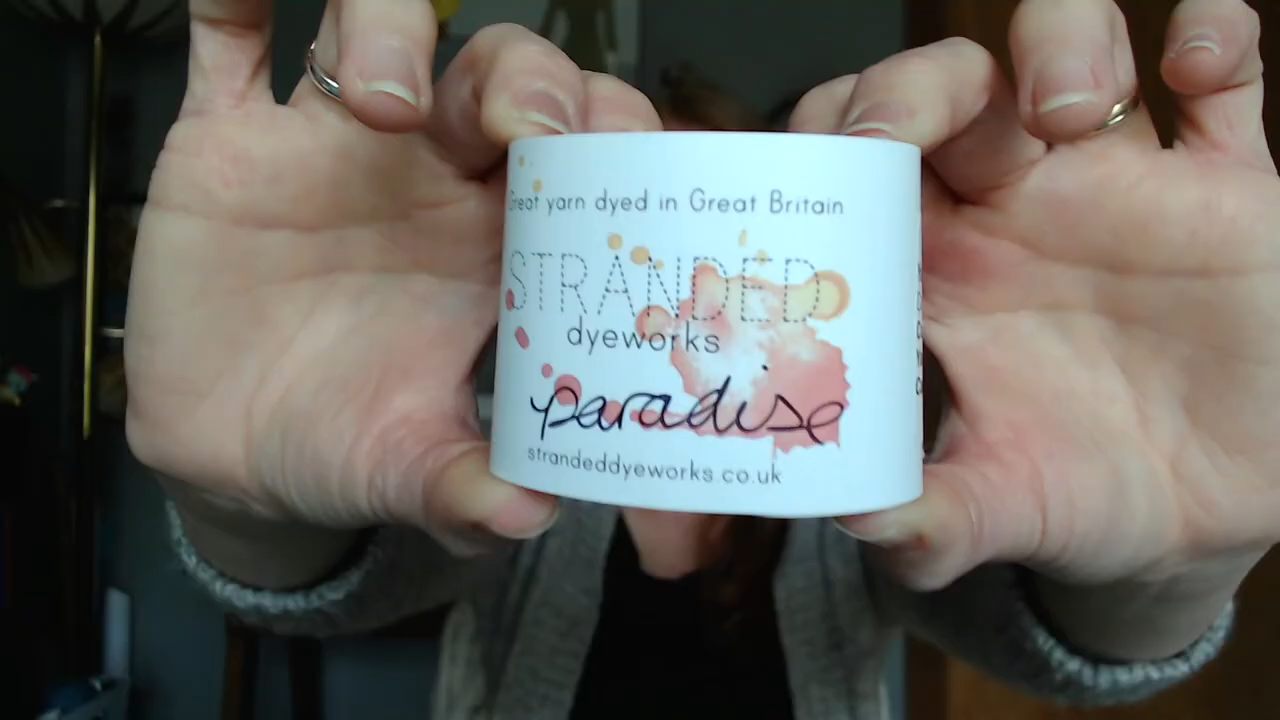 Great yarn dyed in Great Britain
STRANDED
dyeworks
paradise
strandeddyeworks.co.uk